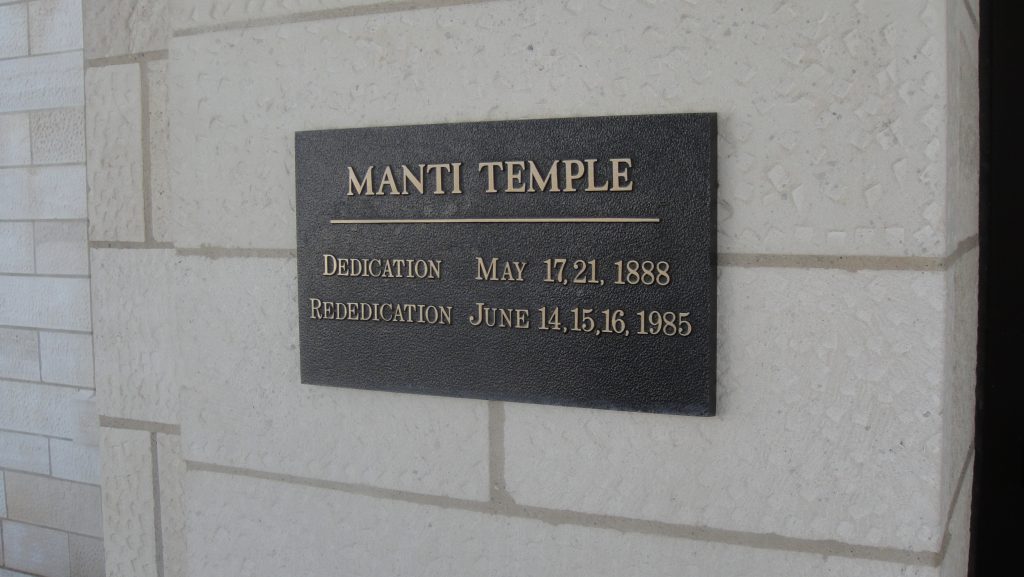 MANTI TEMPLE
DEDICATION MAY 17, 21, 1888
REDEDICATION JUNE 14, 15, 16, 1985